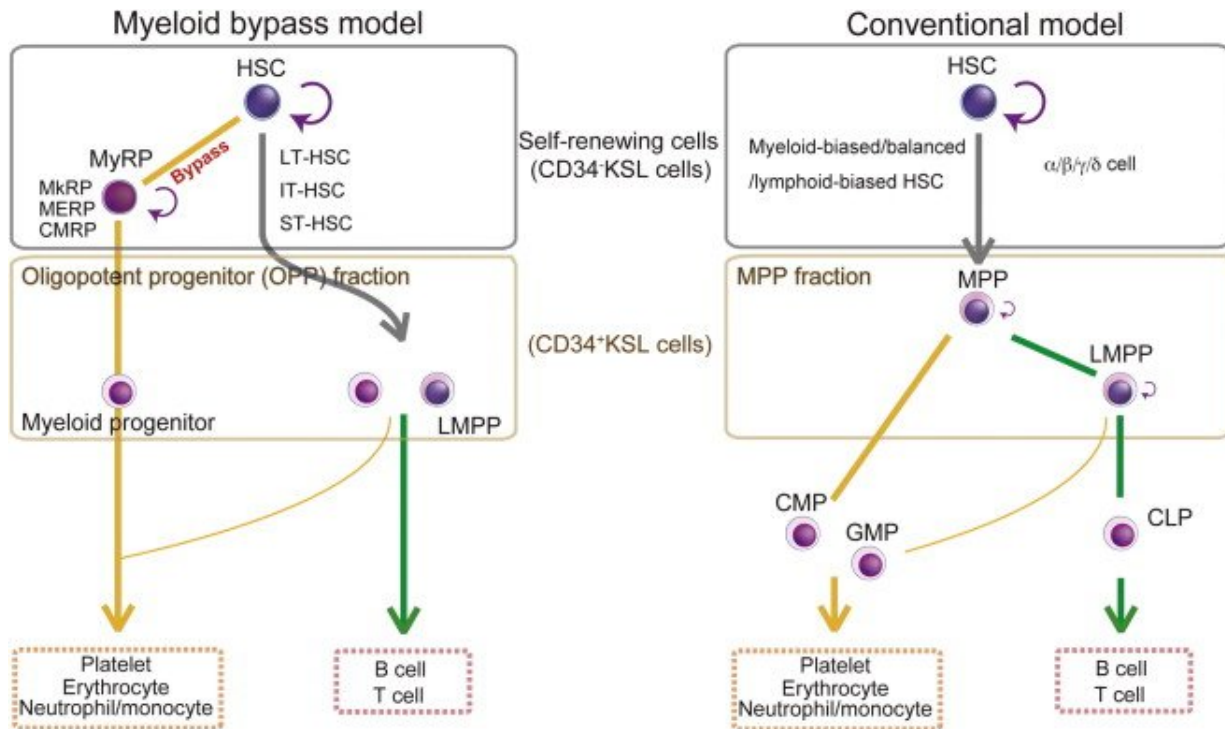 Myeloid bypass model
HSC
MyRP
Bypass
MkRP
MERP
CMRP
LT-HSC
IT-HSC
ST-HSC
Oligopotent progenitor (OPP) fraction
Myeloid progenitor
LMPP
Platelet
Erythrocyte
Neutrophil/monocyte
B cell
T cell
Self-renewing cells
(CD34-KSL cells)
(CD34+KSL cells)
Conventional model
HSC
Myeloid-biased/balanced
/lymphoid-biased HSC
α/β/γ/δ cell
MPP fraction
MPP
LMPP
CMP
GMP
CLP
Platelet
Erythrocyte
Neutrophil/monocyte
B cell
T cell